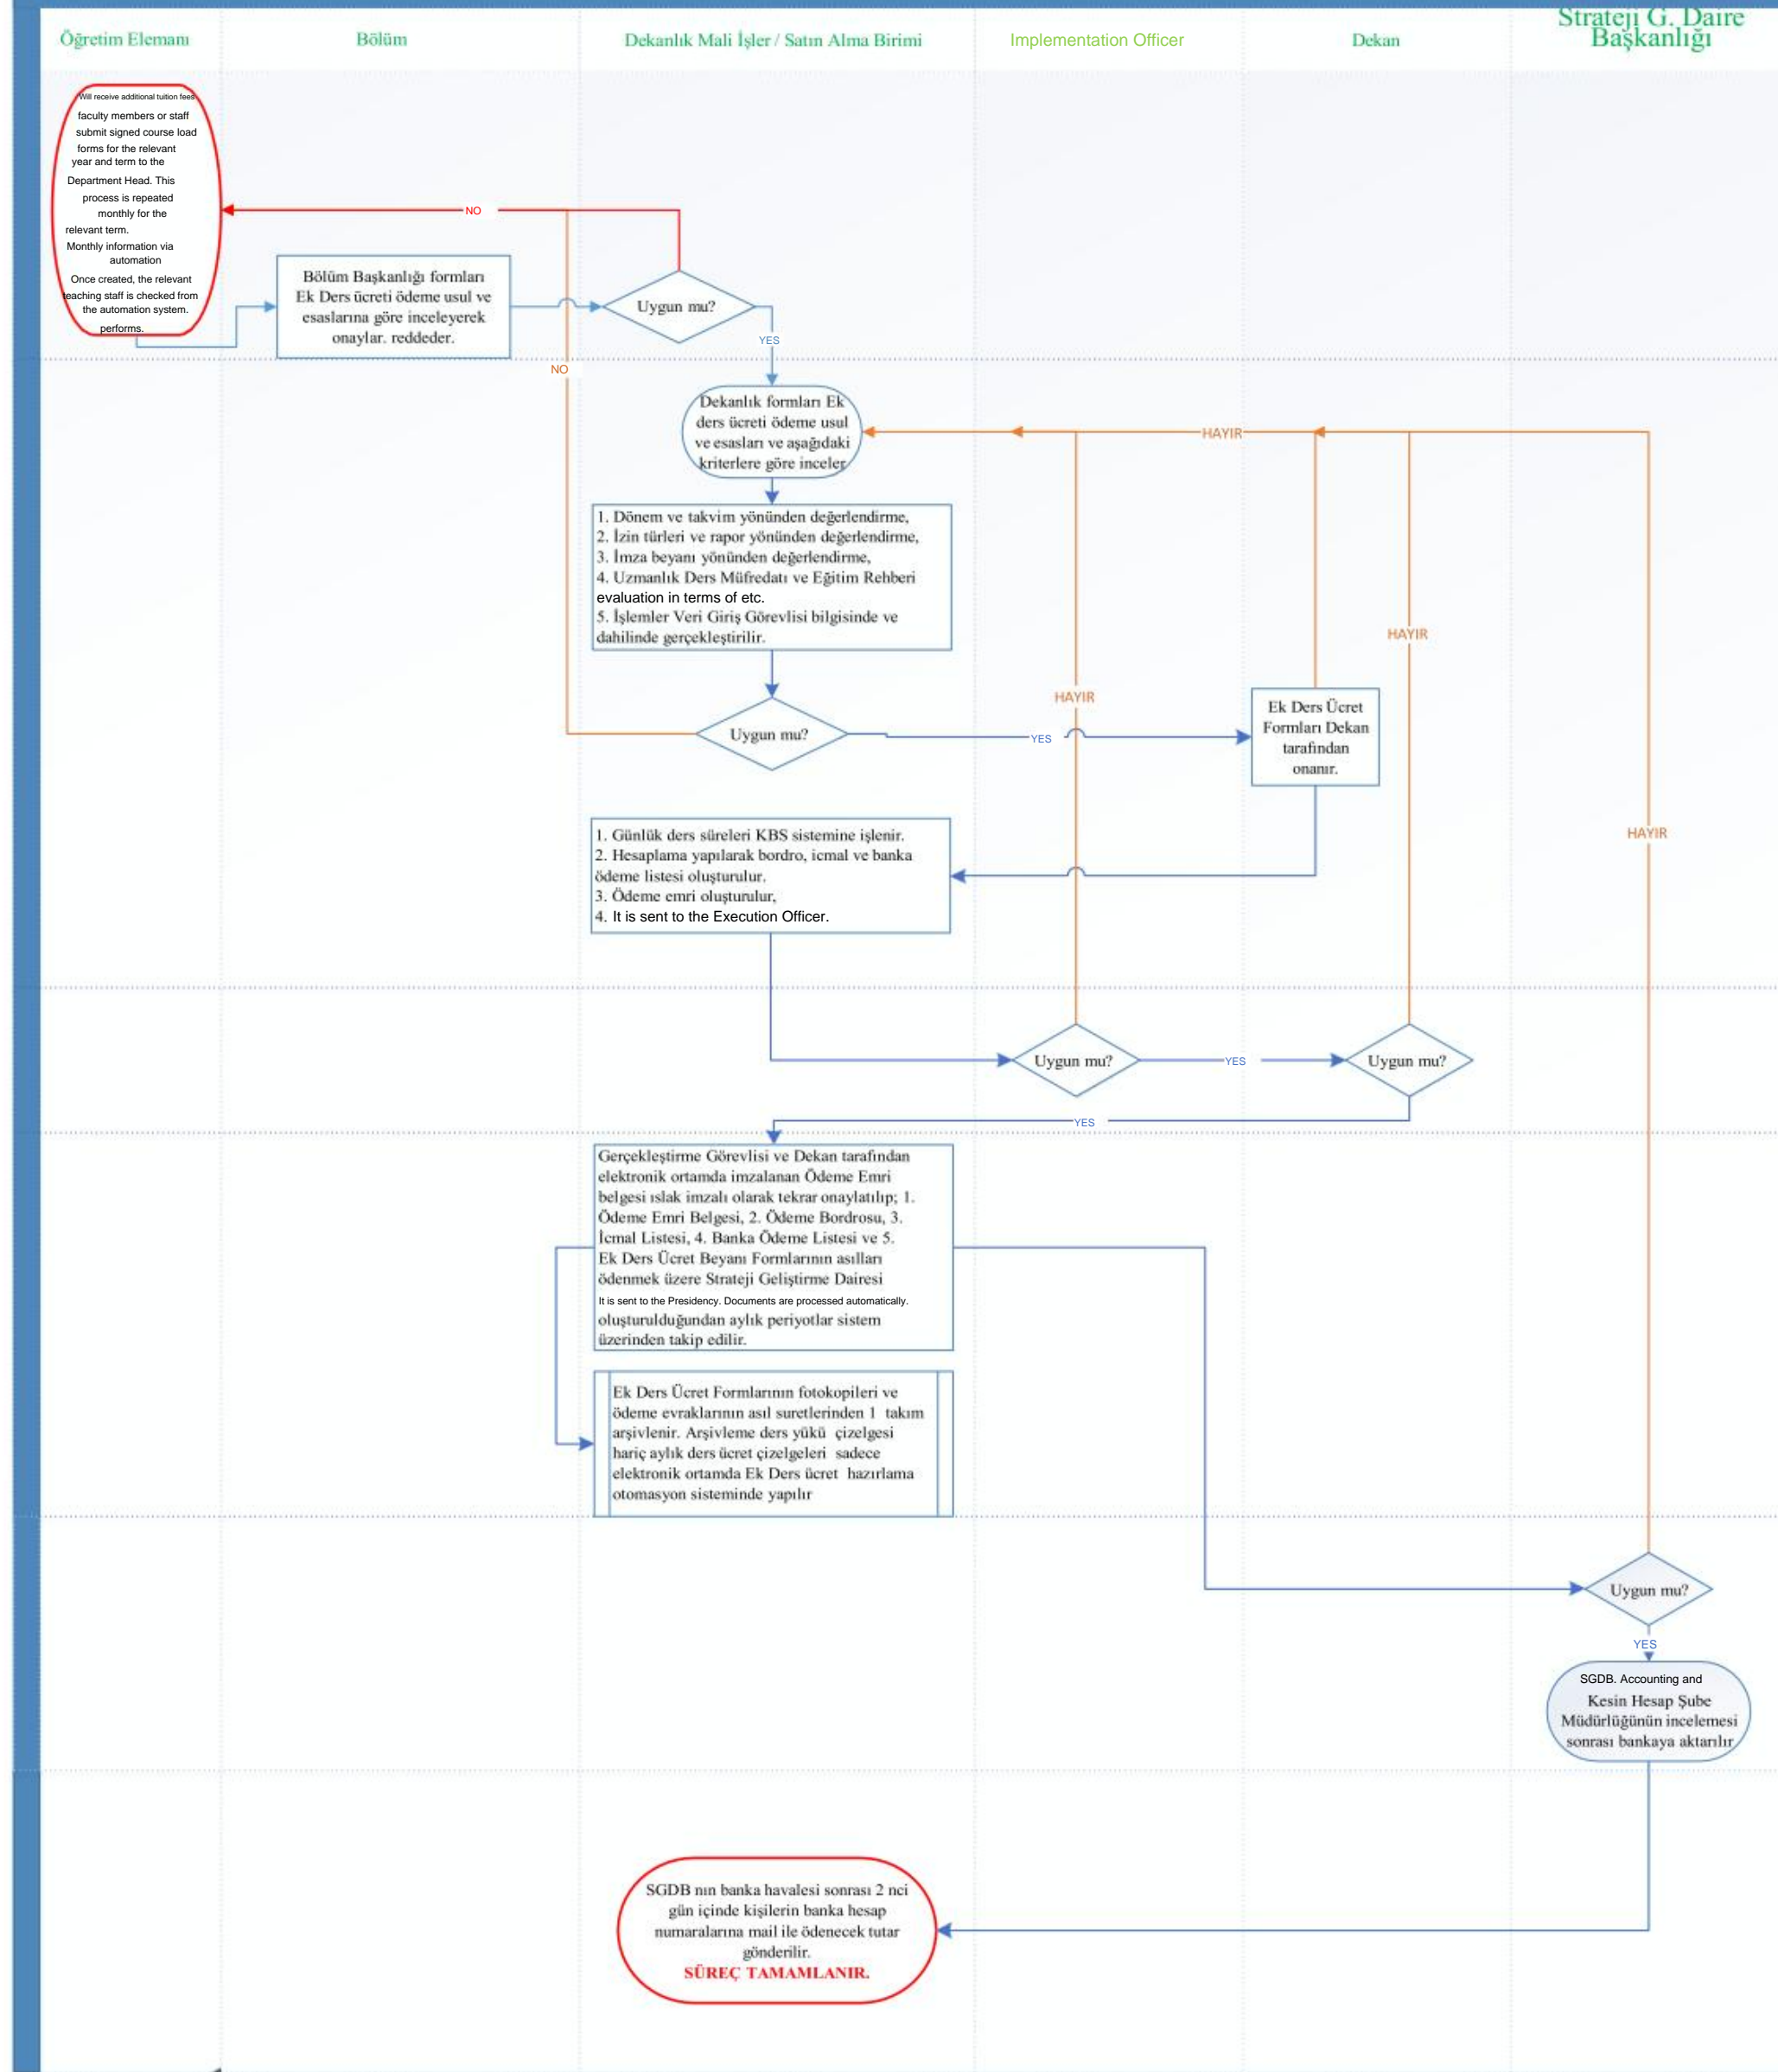 Öğretim Elemanı
Bölüm
Dekanlık Mali İşler / Satın Alma Birimi
Implementation Officer
Dekan
Strateji G. Daire
Başkanlığı
Will receive additional tuition fees
faculty members or staff
submit signed course load
forms for the relevant
year and term to the
Department Head. This
process is repeated
monthly for the
relevant term.
Monthly information via
automation
Once created, the relevant
teaching staff is checked from
the automation system.
performs.
NO
Bölüm Başkanlığı formları
Ek Ders ücreti ödeme usul ve
esaslarına göre inceleyerek
onaylar. reddeder.
Uygun mu?
YES
NO
Dekanlık formları Ek
ders ücreti ödeme usul
ve esasları ve aşağıdaki
kriterlere göre inceler
HAYIR
1. Dönem ve takvim yönünden değerlendirme,
2. İzin türleri ve rapor yönünden değerlendirme,
3. İmza beyanı yönünden değerlendirme,
4. Uzmanlık Ders Müfredatı ve Eğitim Rehberi
evaluation in terms of etc.
5. İşlemler Veri Giriş Görevlisi bilgisinde ve
dahilinde gerçekleştirilir.
HAYIR
HAYIR
Uygun mu?
YES
Ek Ders Ücret
Formları Dekan
tarafından
onanır.
HAYIR
1. Günlük ders süreleri KBS sistemine işlenir.
2. Hesaplama yapılarak bordro, icmal ve banka
ödeme listesi oluşturulur.
3. Ödeme emri oluşturulur,
4. It is sent to the Execution Officer.
Uygun mu?
YES
Uygun mu?
YES
Gerçekleştirme Görevlisi ve Dekan tarafından
elektronik ortamda imzalanan Ödeme Emri
belgesi ıslak imzalı olarak tekrar onaylatılıp; 1.
Ödeme Emri Belgesi, 2. Ödeme Bordrosu, 3.
İcmal Listesi, 4. Banka Ödeme Listesi ve 5.
Ek Ders Ücret Beyanı Formlarının asılları
ödenmek üzere Strateji Geliştirme Dairesi
It is sent to the Presidency. Documents are processed automatically.
oluşturulduğundan aylık periyotlar sistem
üzerinden takip edilir.
Ek Ders Ücret Formlarının fotokopileri ve
ödeme evraklarının asıl suretlerinden 1 takım
arşivlenir. Arşivleme ders yükü çizelgesi
hariç aylık ders ücret çizelgeleri sadece
elektronik ortamda Ek Ders ücret hazırlama
otomasyon sisteminde yapılır
Uygun mu?
YES
SGDB. Accounting and
Kesin Hesap Şube
Müdürlüğünün incelemesi
sonrası bankaya aktarılır
SGDB nın banka havalesi sonrası 2 nci
gün içinde kişilerin banka hesap
numaralarına mail ile ödenecek tutar
gönderilir.
SÜREÇ TAMAMLANIR.